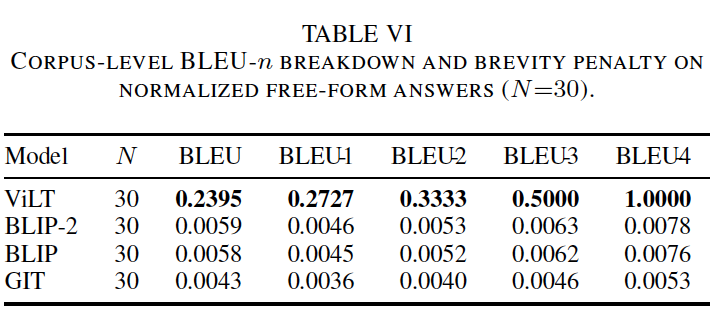 TABLE VI
CORPUS-LEVEL BLEU-n BREAKDOWN AND BREVITY PENALTY ON
NORMALIZED FREE-FORM ANSWERS (N=30).
Model N BLEU BLEU-1 BLEU-2 BLEU-3 BLEU4
ViLT 30 0.2395 0.2727 0.3333 0.5000 1.0000
BLIP-2 30 0.0059 0.0046 0.0053 0.0063 0.0078
BLIP 30 0.0058 0.0045 0.0052 0.0062 0.0076
GIT 30 0.0043 0.0036 0.0040 0.0046 0.0053